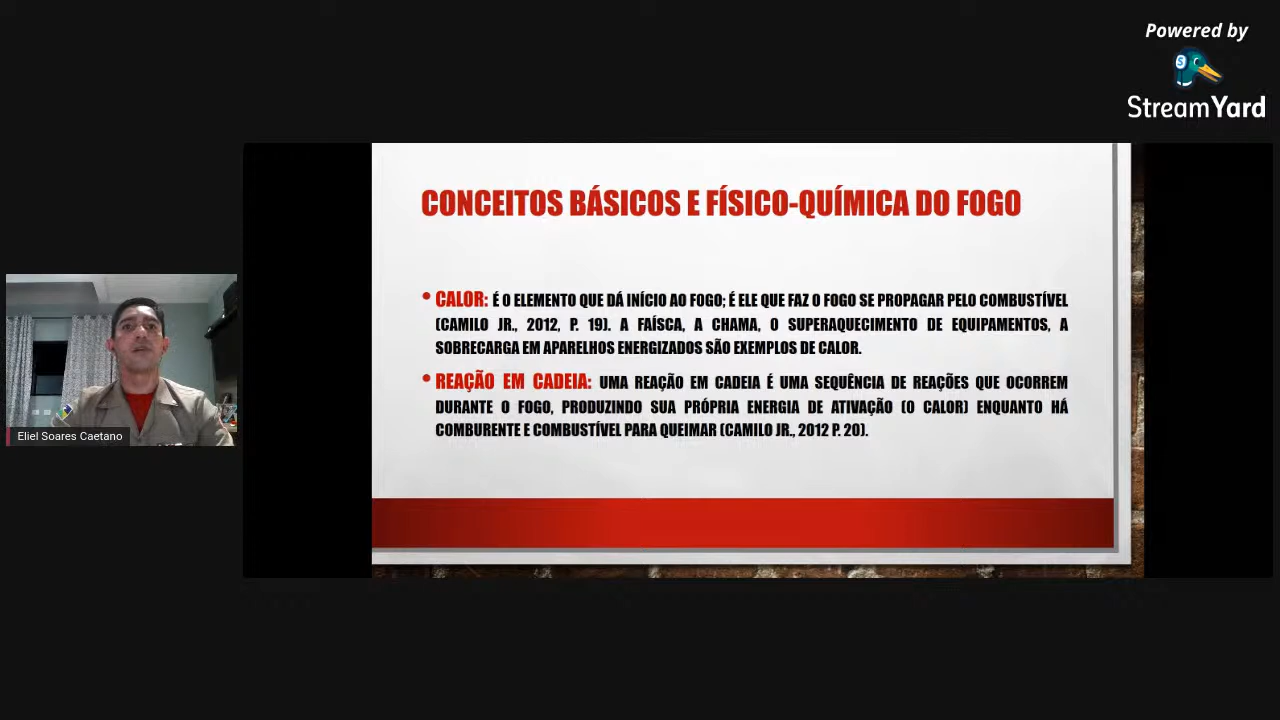 Powered by
StreamYard
CONCEITOS BÁSICOS E FÍSICO-QUÍMICA DO FOGO
• CALOR: É O ELEMENTO QUE DÁ INÍCIO AO FOGO; É ELE QUE FAZ O FOGO SE PROPAGAR PELO COMBUSTÍVEL
(CAMILO JR., 2012, P. 19). A FAÍSCA, A CHAMA, O SUPERAQUECIMENTO DE EQUIPAMENTOS, A
SOBRECARGA EM APARELHOS ENERGIZADOS SÃO EXEMPLOS DE CALOR.
• REAÇÃO EM CADEIA: UMA REAÇÃO EM CADEIA É UMA SEQUÊNCIA DE REAÇÕES QUE OCORREM
DURANTE O FOGO, PRODUZINDO SUA PRÓPRIA ENERGIA DE ATIVAÇÃO (O CALOR) ENQUANTO HÁ
COMBURENTE E COMBUSTÍVEL PARA QUEIMAR (CAMILO JR., 2012 P. 20).
Eliel Soares Caetano